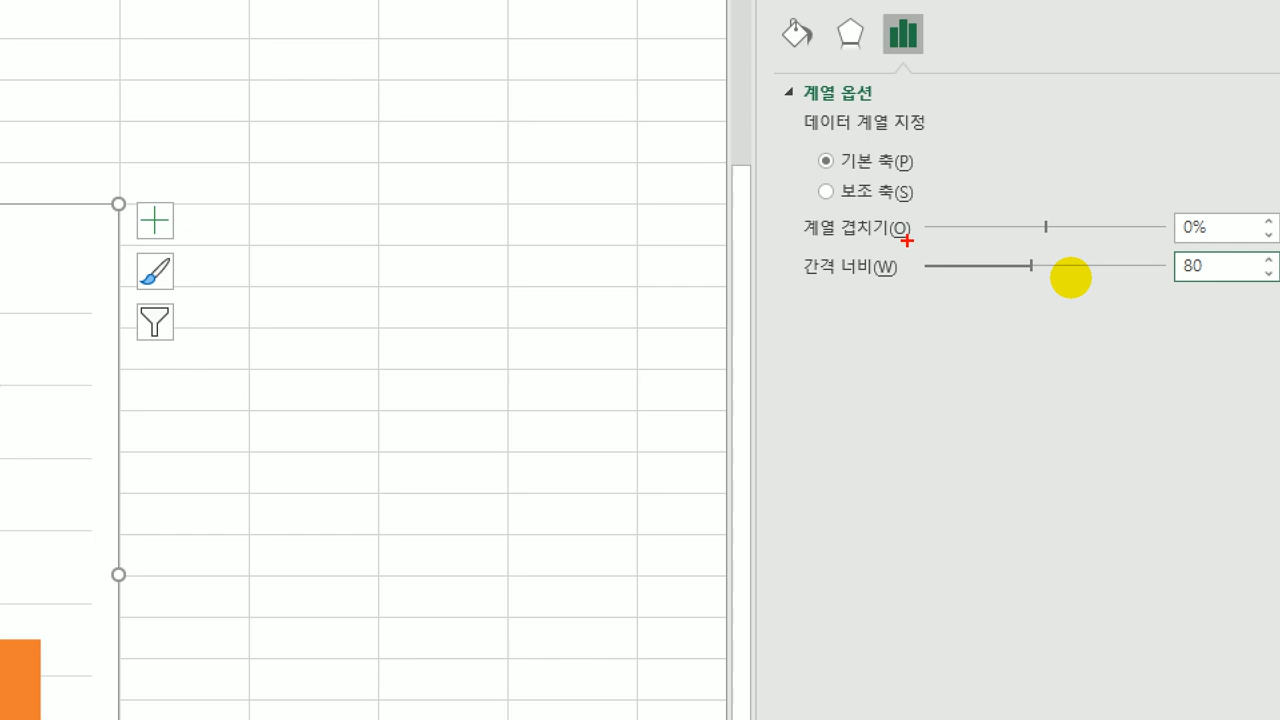 계열 옵션
데이터 계열 지정
기본 축(P)
보조 축(S)
계열 겹치기(O) 0%
간격 너비(W) 80